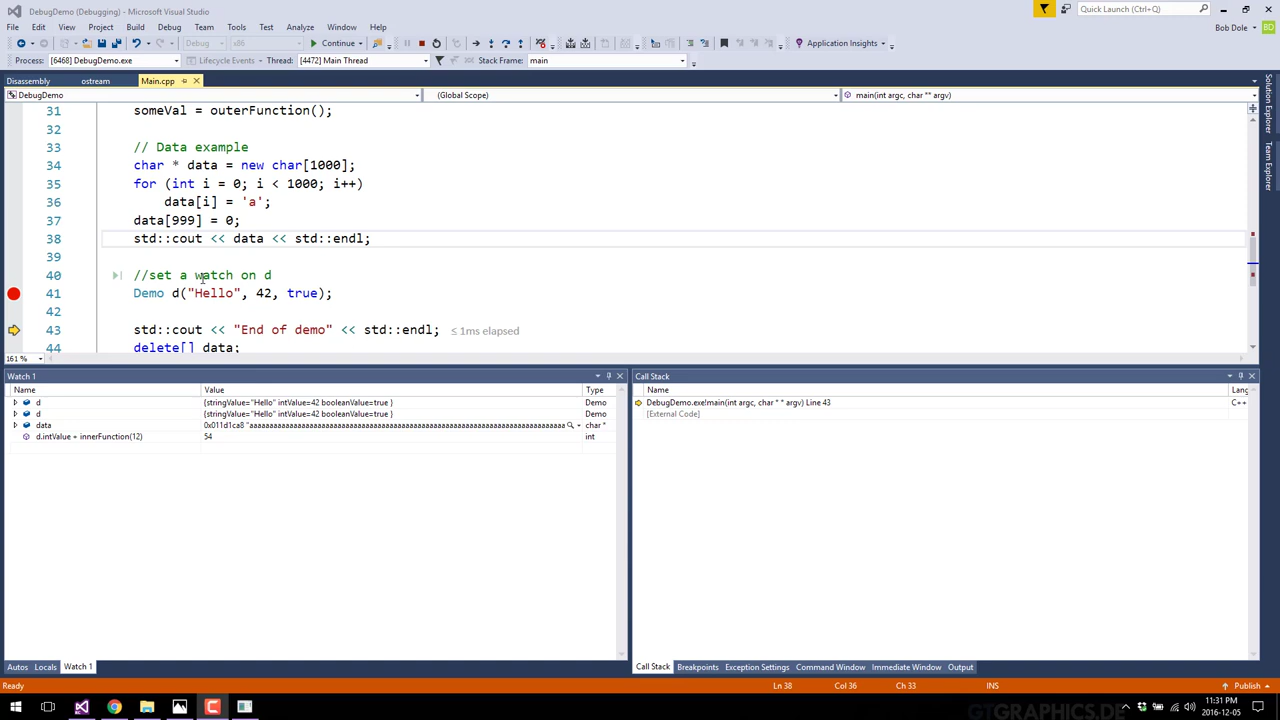 DebugDemo (Debugging) - Microsoft Visual Studio
Quick Launch (Ctrl+Q)
File Edit View Project Build Debug Team Tools Test Analyze Window Help
Bob Dole BD
Debug x86 Continue Application Insights
Process: [6468] DebugDemo.exe Lifecycle Events Thread: [4472] Main Thread Stack Frame: main
Disassembly ostream Main.cpp
DebugDemo (Global Scope) main(int argc, char ** argv)
31 someVal = outerFunction();
32
33 // Data example
34 char * data = new char[1000];
35 for (int i = 0; i < 1000; i++)
36 data[i] = 'a';
37 data[999] = 0;
38 std::cout << data << std::endl;
39
40 //set a watch on d
41 Demo d("Hello", 42, true);
42
43 std::cout << "End of demo" << std::endl; ≤ 1ms elapsed
44 delete[] data;
161 %
Solution Explorer
Team Explorer
Watch 1
Name Value Type
d {stringValue="Hello" intValue=42 booleanValue=true } Demo
d {stringValue="Hello" intValue=42 booleanValue=true } Demo
char *
d.intValue + innerFunction(12) 54 int
Autos Locals Watch 1
Call Stack
Name Lang
DebugDemo.exe!main(int argc, char * * argv) Line 43 C++
[External Code]
Call Stack Breakpoints Exception Settings Command Window Immediate Window Output
Ready Ln 38 Col 36 Ch 33 INS Publish
11:31 PM
2016-12-05
GTGRAPHICS.DE